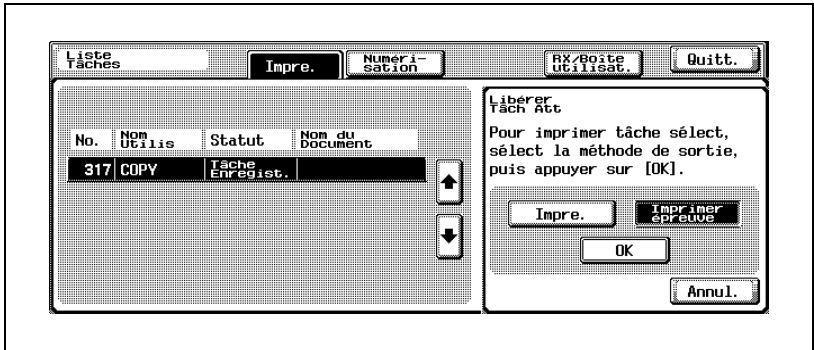 Liste
Tâches
Impre.
Numéri-
sation
RX/Boîte
utilisat.
Quitt.
No.
Nom
Utilis
Statut
Nom du
Document
317
COPY
Tâche
Enregist.
Libérer
Tâch Att
Pour imprimer tâche sélect,
sélect la méthode de sortie,
puis appuyer sur [OK].
Impre.
Imprimer
épreuve
OK
Annul.